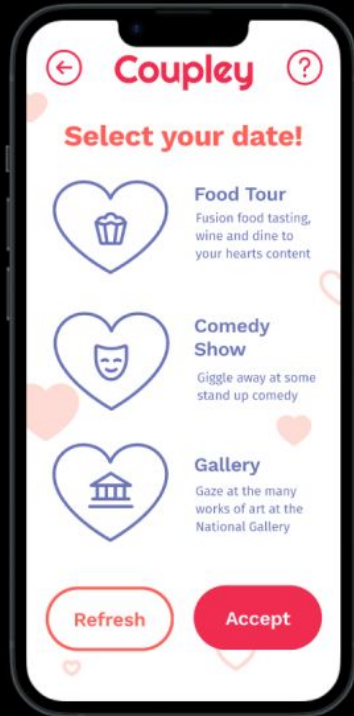 Coupley
?
Select your date!
Food Tour
Fusion food tasting,
wine and dine to
your hearts content
Comedy
Show
Giggle away at some
stand up comedy
Gallery
Gaze at the many
works of art at the
National Gallery
Refresh
Accept